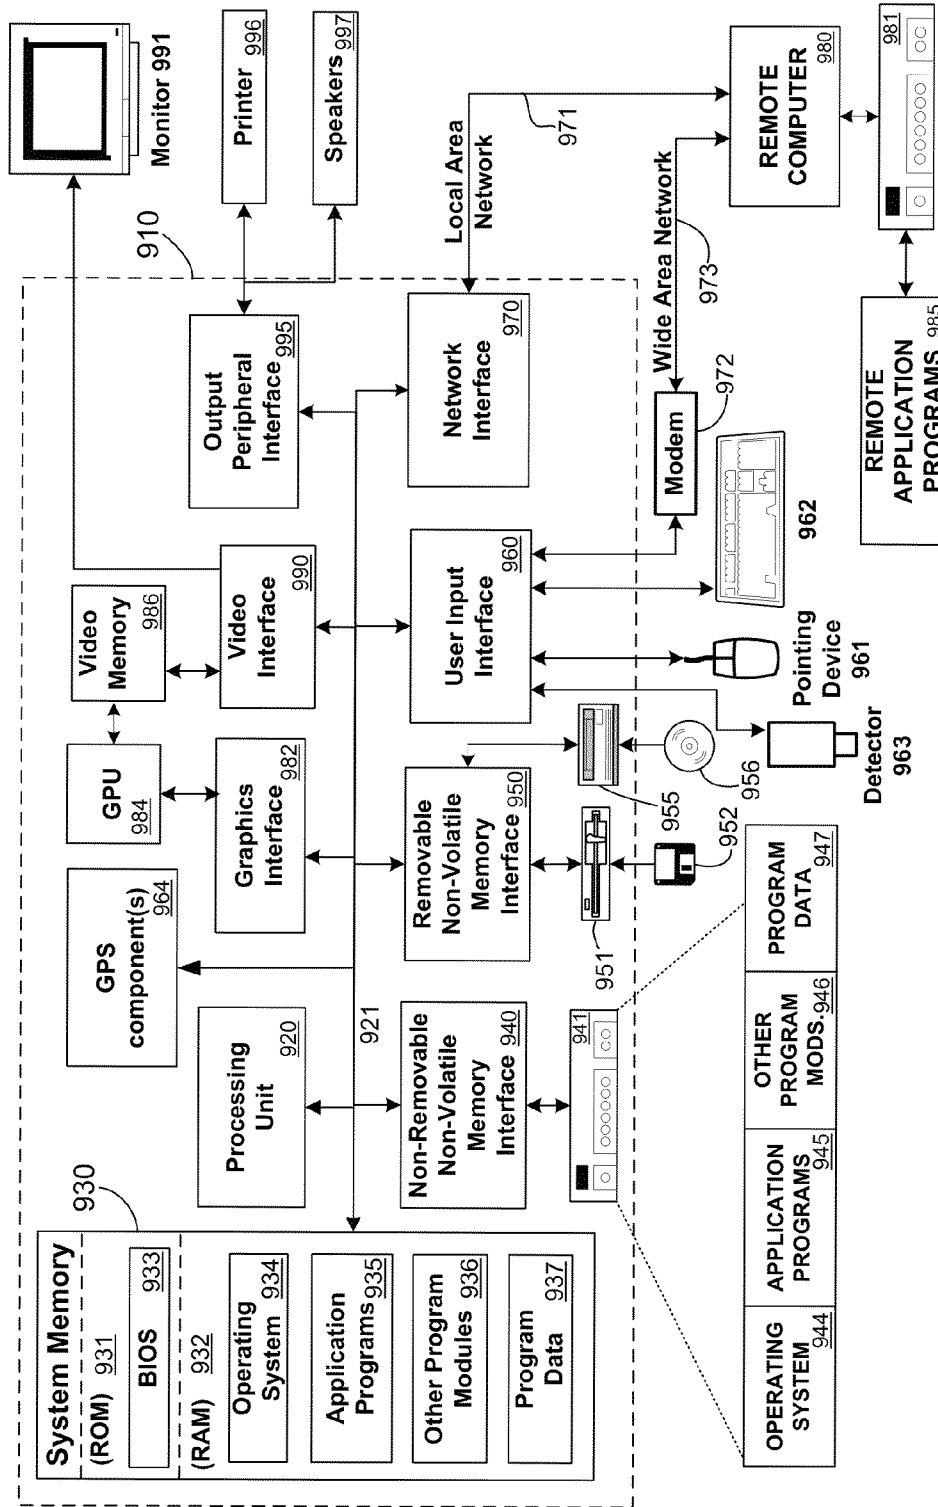 System Memory
930
(ROM) 931
BIOS 933
(RAM) 932
Operating
System 934
Application
Programs 935
Other Program
Modules 936
Program
Data 937
Processing
Unit 920
921
GPS
component(s) 964
GPU
984
Video
Memory 986
Graphics
Interface 982
Video
Interface 990
Output
Peripheral
Interface 995
910
Monitor 991
Printer 996
Speakers 997
Non-Removable
Non-Volatile
Memory
Interface 940
Removable
Non-Volatile
Memory
Interface 950
User Input
Interface 960
Network
Interface 970
Local Area
Network
971
Wide Area Network
973
Modem
972
REMOTE
COMPUTER 980
981
REMOTE
APPLICATION
PROGRAMS 985
941
951
952
955
956
Detector
963
Pointing
Device
961
962
OPERATING
SYSTEM 944
APPLICATION
PROGRAMS 945
OTHER
PROGRAM
MODS. 946
PROGRAM
DATA 947